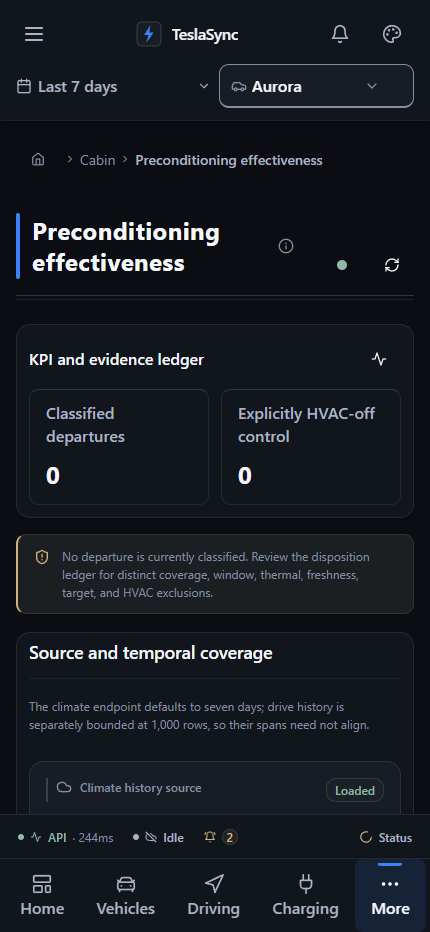 TeslaSync
Last 7 days
Aurora
Cabin
Preconditioning effectiveness
Preconditioning
effectiveness
KPI and evidence ledger
Classified
departures
0
Explicitly HVAC-off
control
0
No departure is currently classified. Review the disposition
ledger for distinct coverage, window, thermal, freshness,
target, and HVAC exclusions.
Source and temporal coverage
The climate endpoint defaults to seven days; drive history is
separately bounded at 1,000 rows, so their spans need not align.
Climate history source
Loaded
API · 244ms
Idle
2
Status
Home
Vehicles
Driving
Charging
More